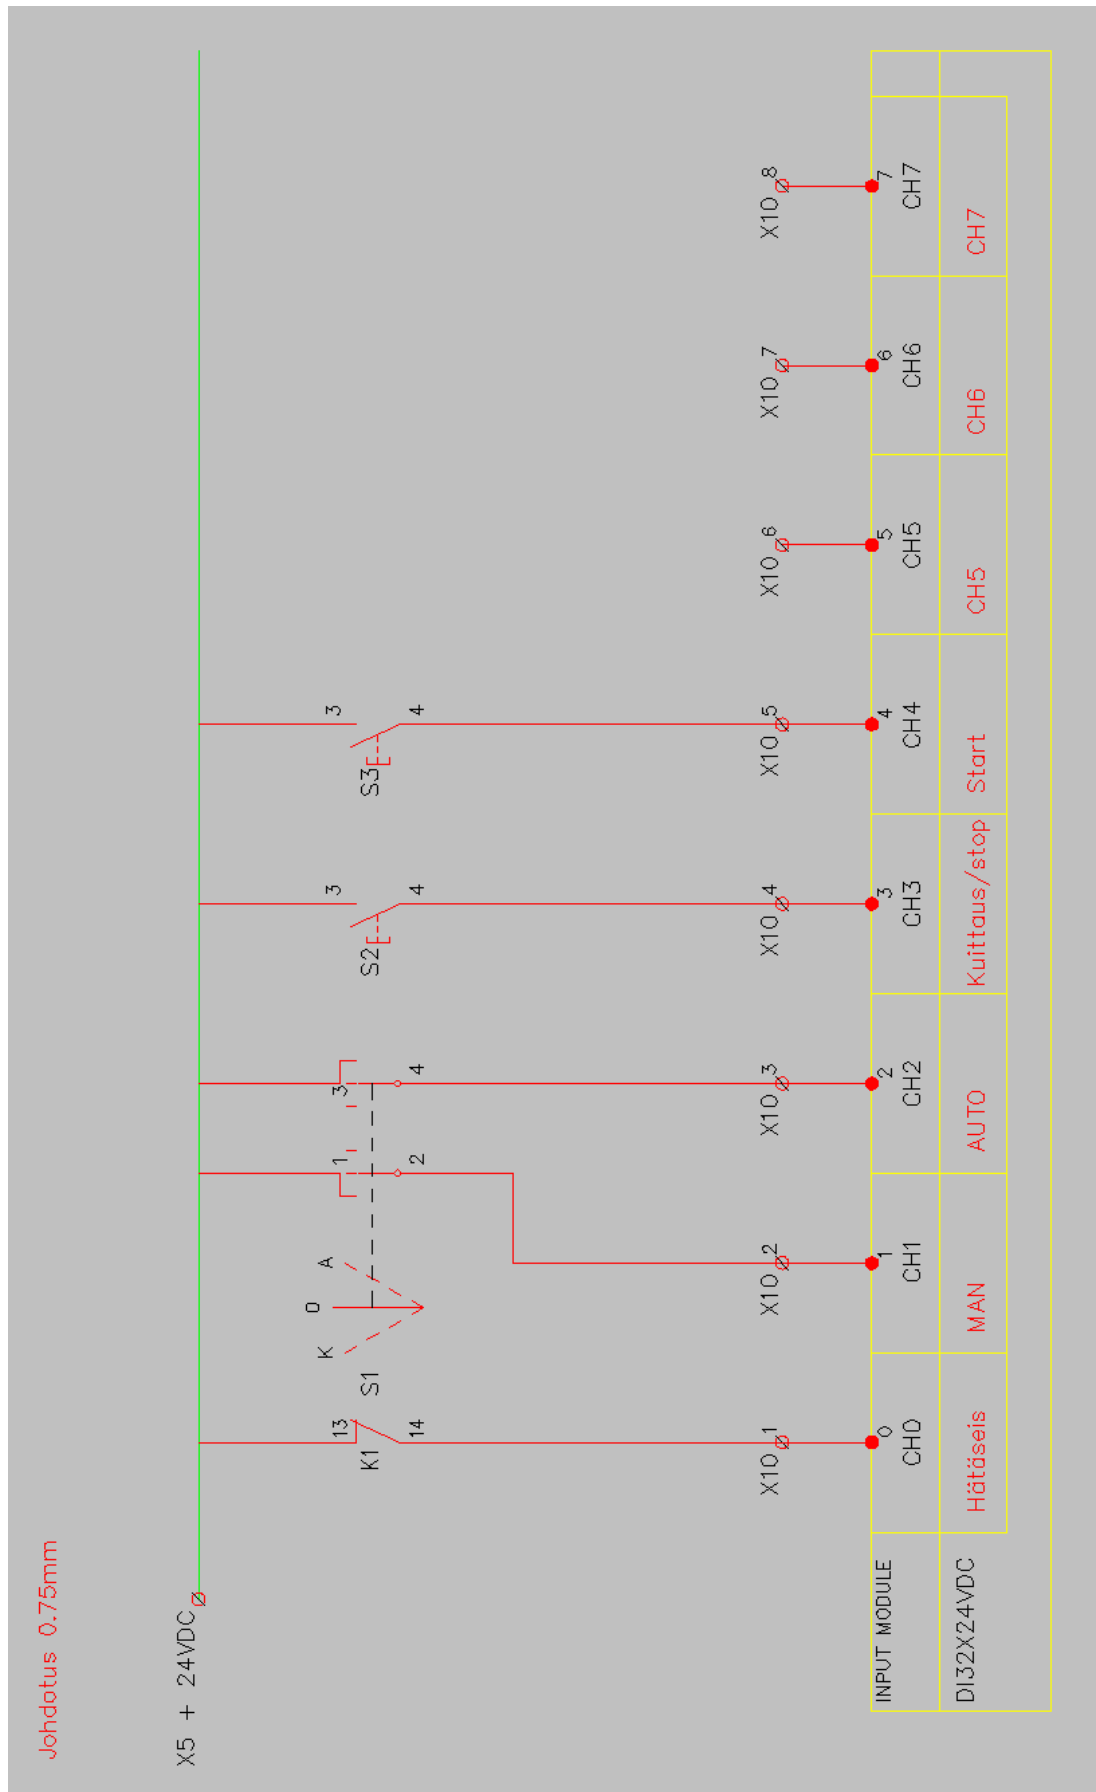 Johdotus 0.75mm
X5 + 24VDC
13
K
0
A
1
3
3
3
K1
S1
S2
S3
14
2
4
4
4
X10 1
X10 2
X10 3
X10 4
X10 5
X10 6
X10 7
X10 8
0
1
2
3
4
5
6
7
INPUT MODULE
CH0
CH1
CH2
CH3
CH4
CH5
CH6
CH7
DI32X24VDC
Hätäseis
MAN
AUTO
Kuittaus/stop
Start
CH5
CH6
CH7